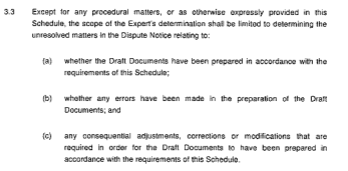 3.3 Except for any procedural matters, or as otherwise expressly provided in this
Schedule, the scope of the Expert's determination shall be limited to determining the
unresolved matters in the Dispute Notice relating to:
(a) whether the Draft Documents have been prepared in accordance with the
requirements of this Schedule;
(b) whether any errors have been made in the preparation of the Draft
Documents; and
(c) any consequential adjustments, corrections or modifications that are
required in order for the Draft Documents to have been prepared in
accordance with the requirements of this Schedule.